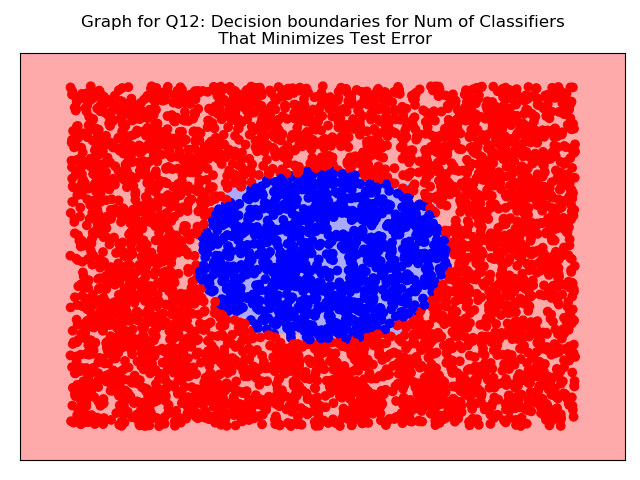 Graph for Q12: Decision boundaries for Num of Classifiers
That Minimizes Test Error